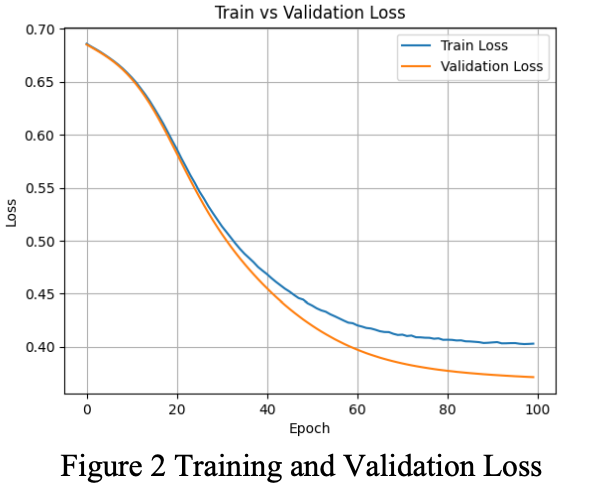 Train vs Validation Loss
Train Loss
Validation Loss
0.70
0.65
0.60
0.55
0.50
0.45
0.40
Loss
0 20 40 60 80 100
Epoch
Figure 2 Training and Validation Loss